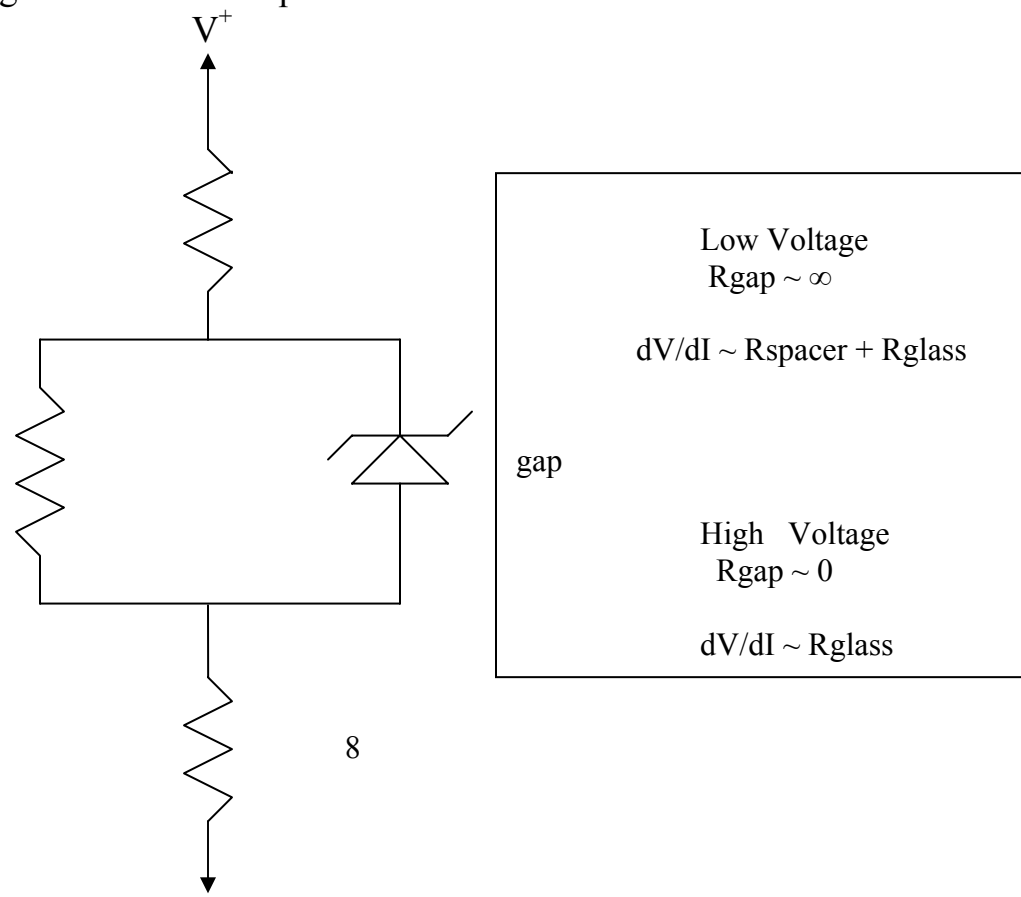 V+
Low Voltage
Rgap ~ ∞
dV/dI ~ Rspacer + Rglass
gap
High Voltage
Rgap ~ 0
dV/dI ~ Rglass
8